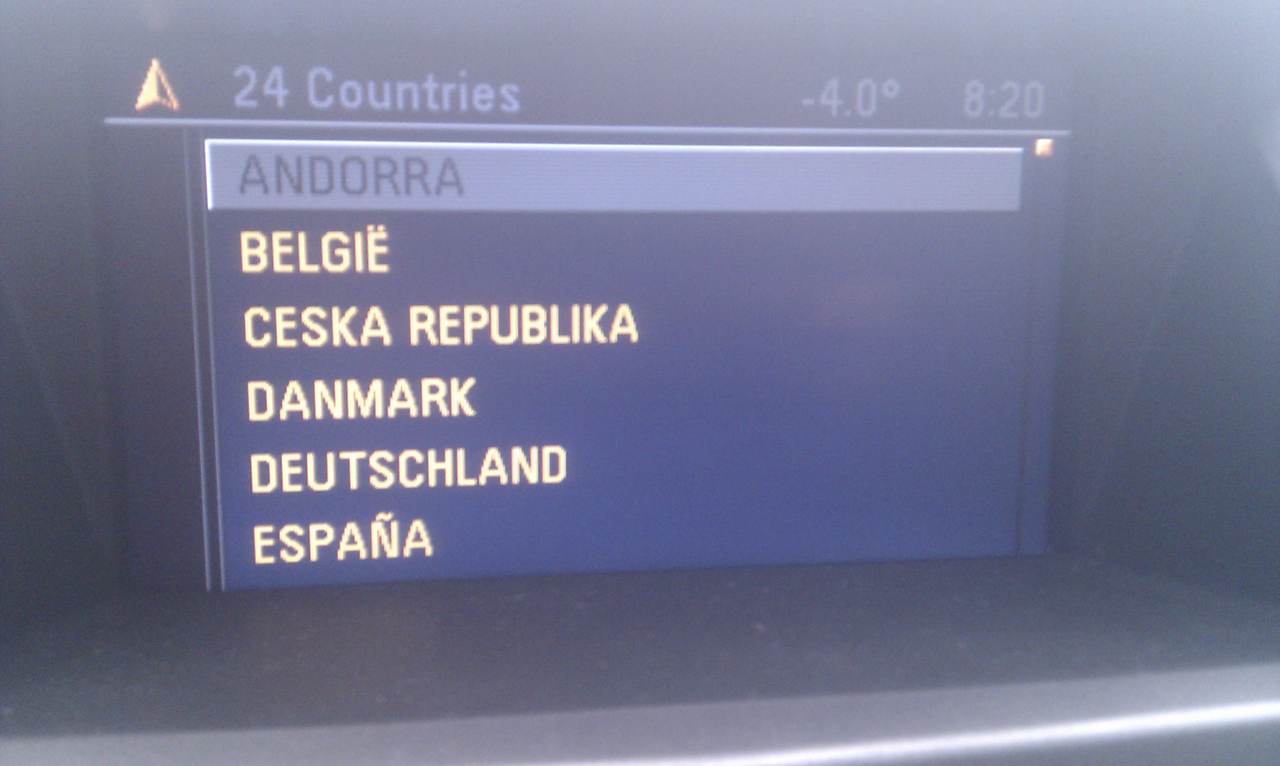 24 Countries -4.0° 8:20
ANDORRA
BELGIË
CESKA REPUBLIKA
DANMARK
DEUTSCHLAND
ESPAÑA